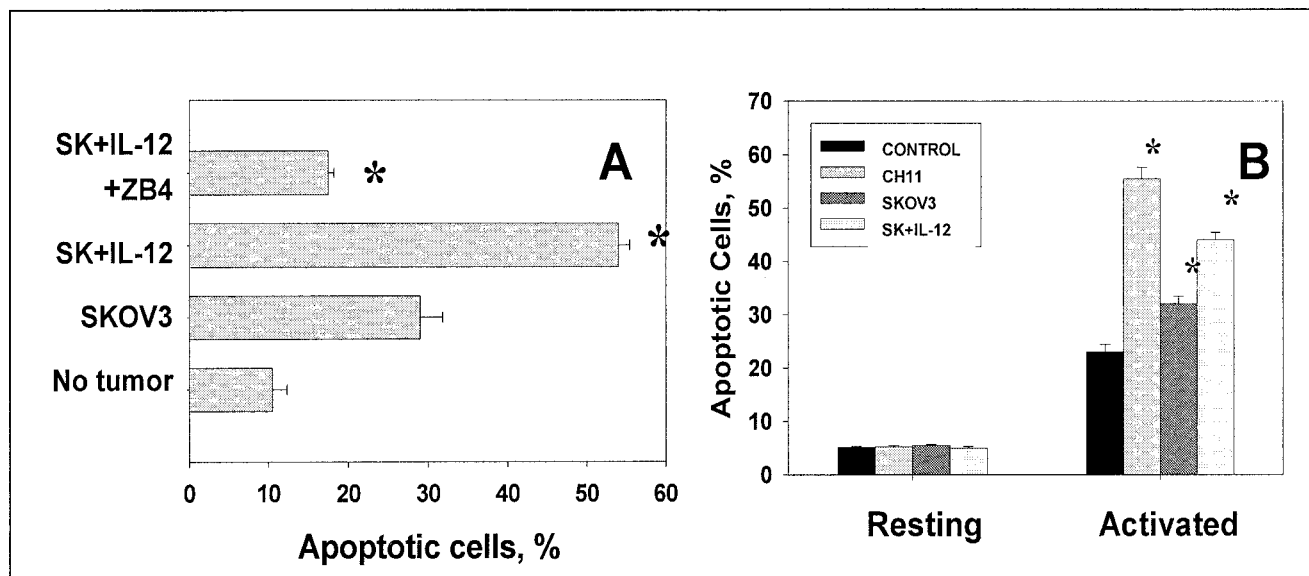 A
SK+IL-12
+ZB4
*
SK+IL-12
*
SKOV3
No tumor
0 10 20 30 40 50 60
Apoptotic cells, %
B
70
60
50
40
30
20
10
0
Apoptotic Cells, %
CONTROL
CH11
SKOV3
SK+IL-12
*
*
*
Resting Activated